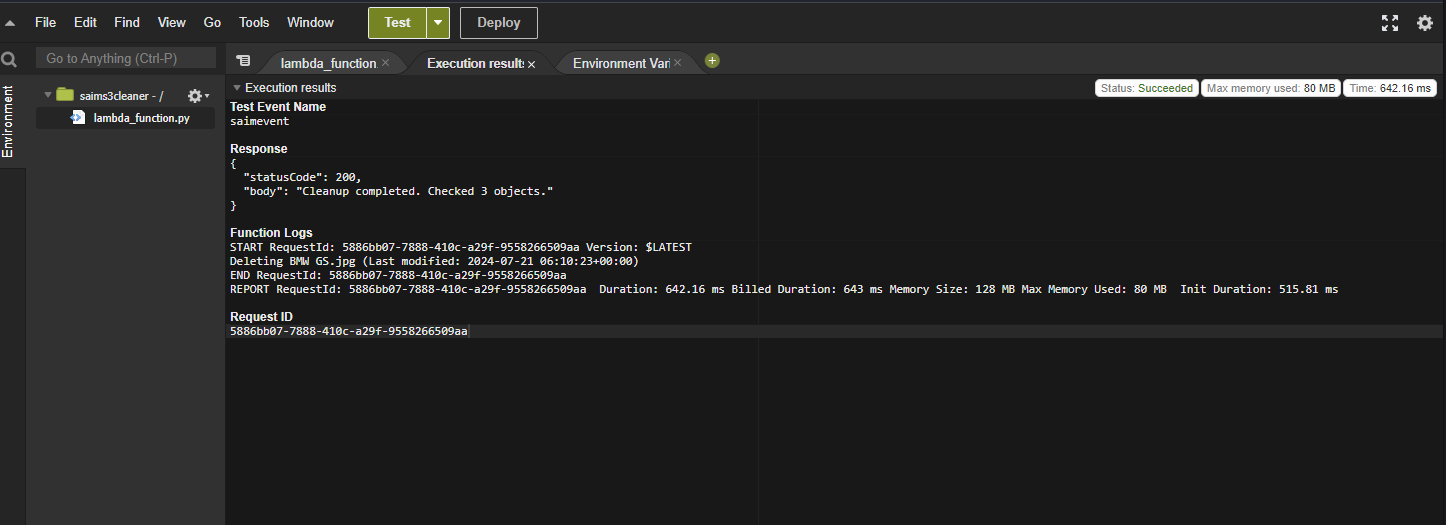 File Edit Find View Go Tools Window Test Deploy
Go to Anything (Ctrl-P)
lambda_function × Execution results × Environment Var ×
Environment
saims3cleaner - /
lambda_function.py
Execution results
Status: Succeeded Max memory used: 80 MB Time: 642.16 ms
Test Event Name
saimevent
Response
{
"statusCode": 200,
"body": "Cleanup completed. Checked 3 objects."
}
Function Logs
START RequestId: 5886bb07-7888-410c-a29f-9558266509aa Version: $LATEST
Deleting BMW GS.jpg (Last modified: 2024-07-21 06:10:23+00:00)
END RequestId: 5886bb07-7888-410c-a29f-9558266509aa
REPORT RequestId: 5886bb07-7888-410c-a29f-9558266509aa Duration: 642.16 ms Billed Duration: 643 ms Memory Size: 128 MB Max Memory Used: 80 MB Init Duration: 515.81 ms
Request ID
5886bb07-7888-410c-a29f-9558266509aa